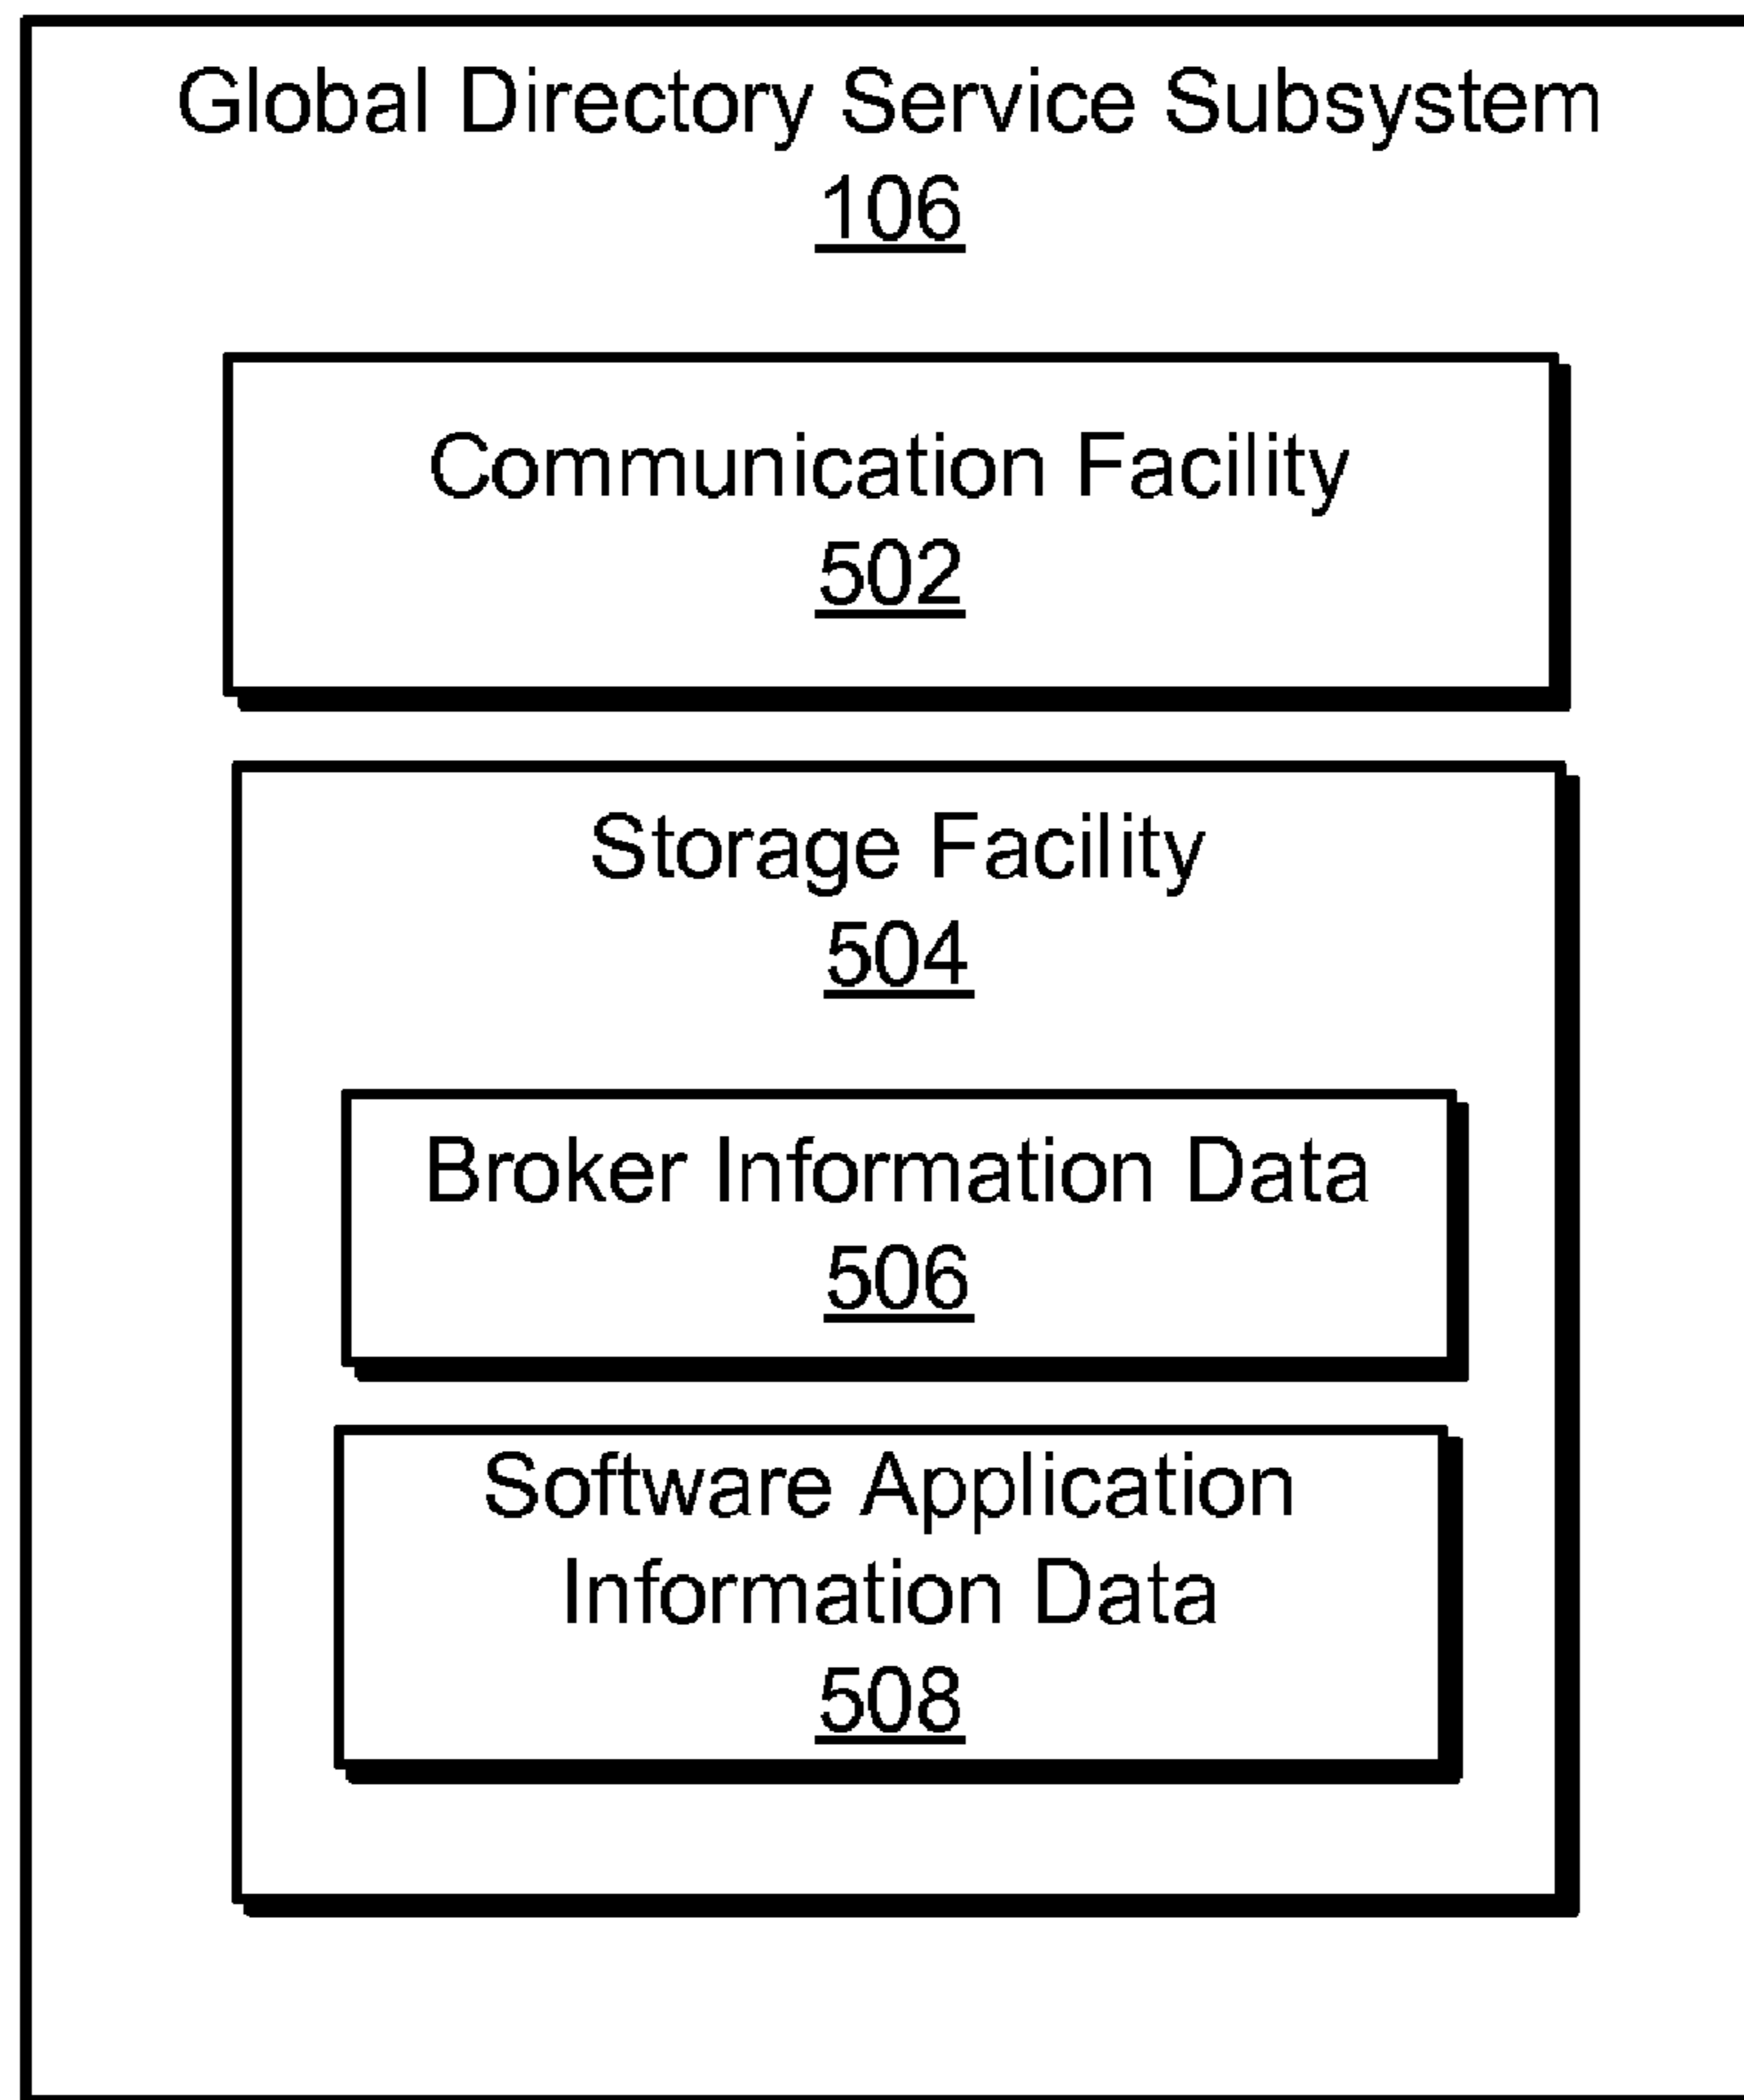 Global Directory Service Subsystem
106
Communication Facility
502
Storage Facility
504
Broker Information Data
506
Software Application
Information Data
508